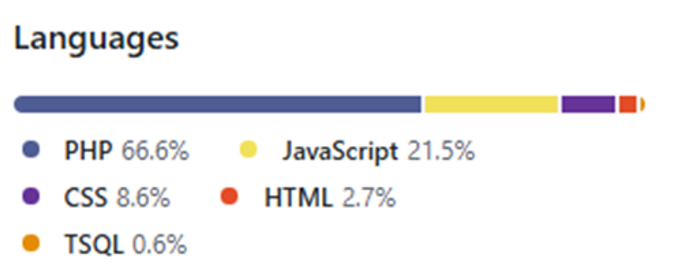 Languages
PHP 66.6% JavaScript 21.5%
CSS 8.6% HTML 2.7%
TSQL 0.6%